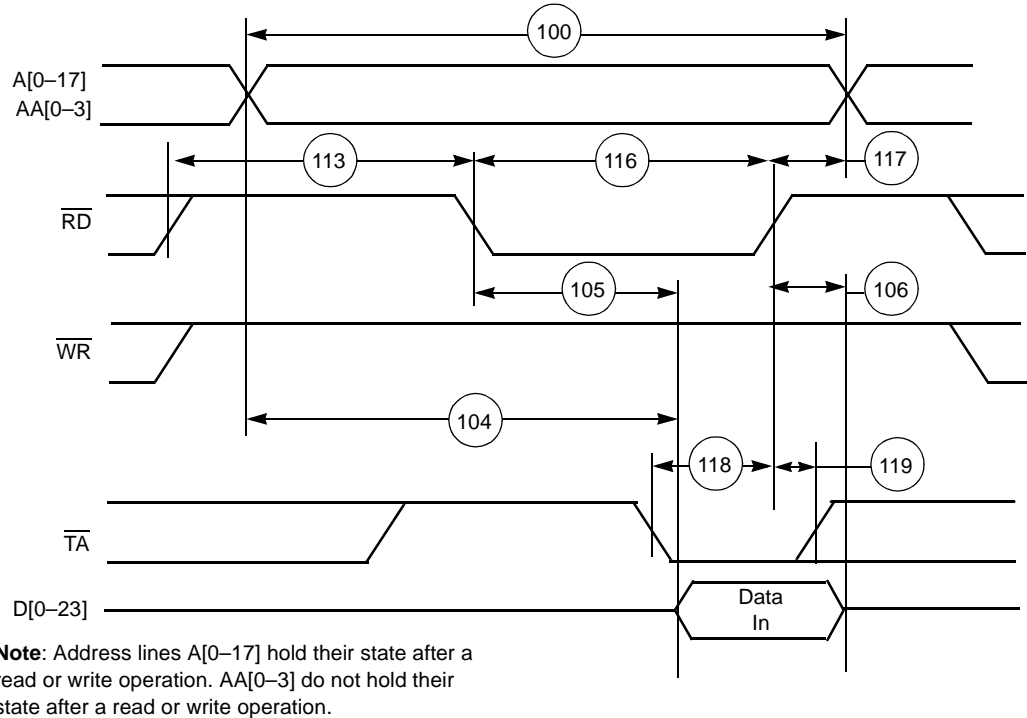 100
A[0–17]
AA[0–3]
113
116
117
RD
105
106
WR
104
118
119
TA
D[0–23]
Data
In
Note: Address lines A[0–17] hold their state after a
read or write operation. AA[0–3] do not hold their
state after a read or write operation.